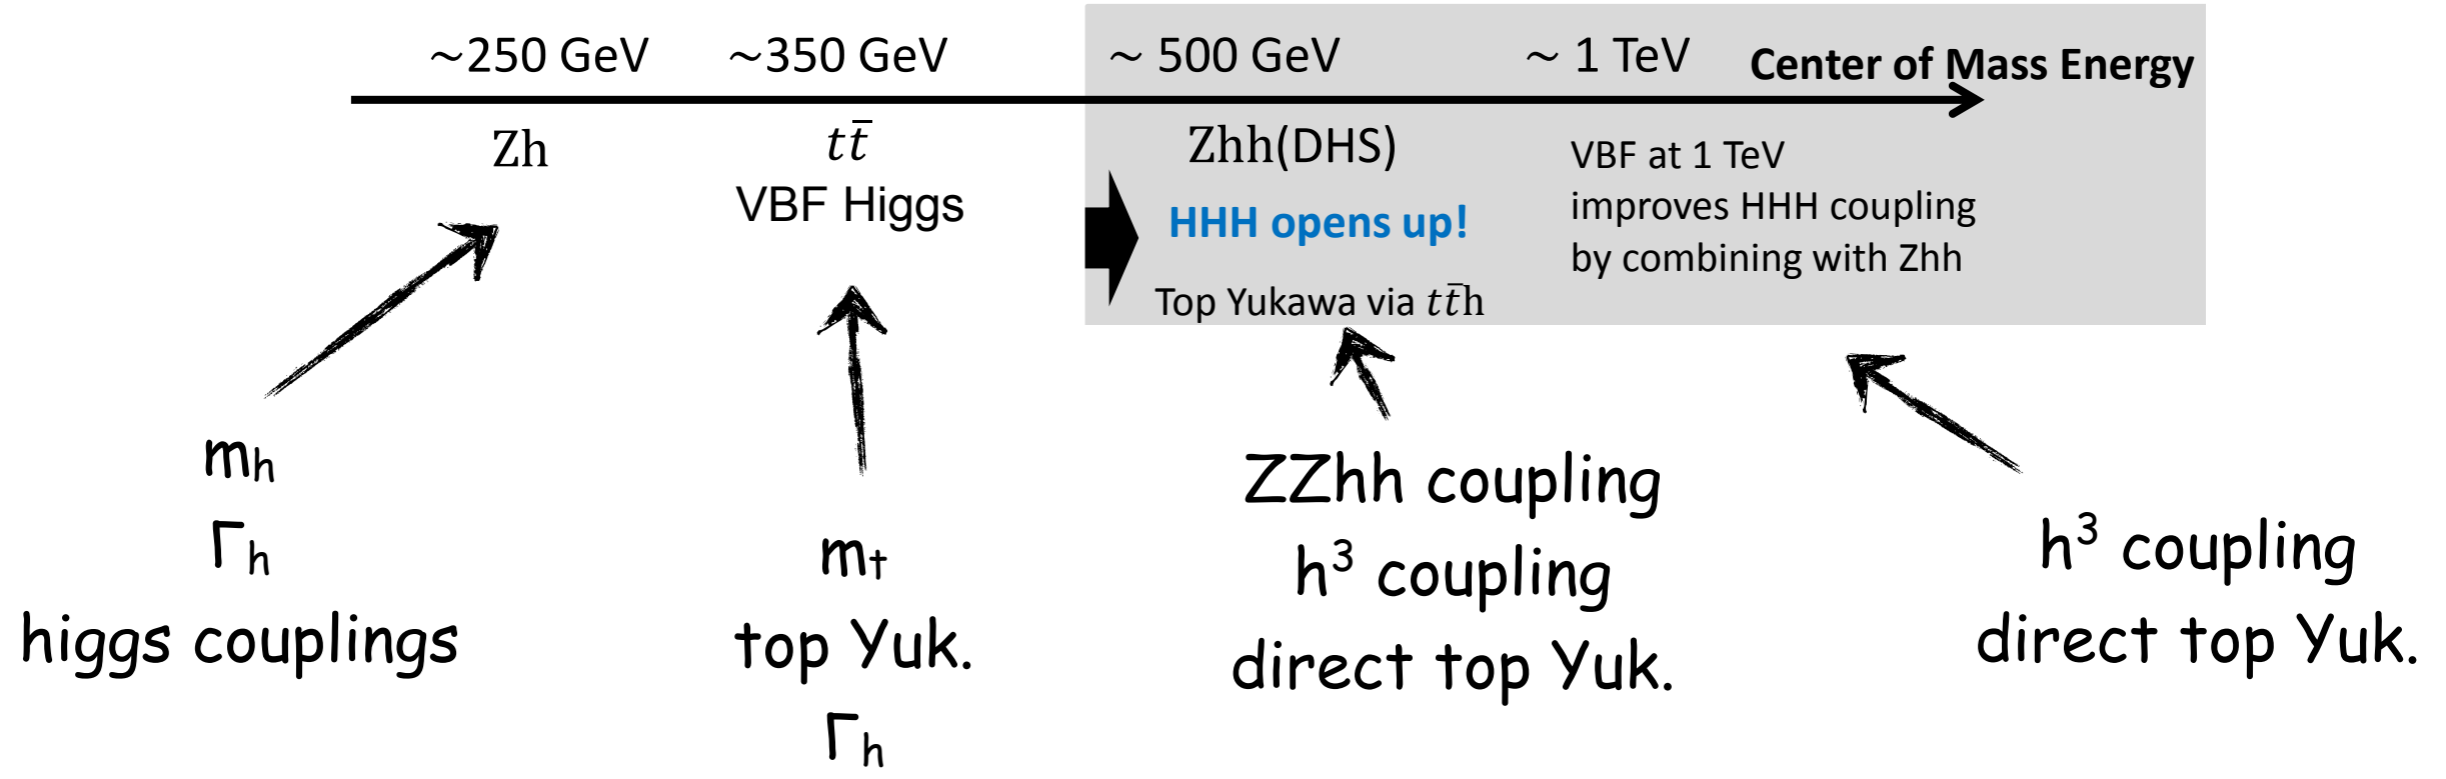 ~250 GeV
~350 GeV
~ 500 GeV
~ 1 TeV
Center of Mass Energy
Zh
tt̄
VBF Higgs
Zhh(DHS)
HHH opens up!
Top Yukawa via tt̄h
VBF at 1 TeV
improves HHH coupling
by combining with Zhh
mh
Γh
higgs couplings
mt
top Yuk.
Γh
ZZhh coupling
h³ coupling
direct top Yuk.
h³ coupling
direct top Yuk.